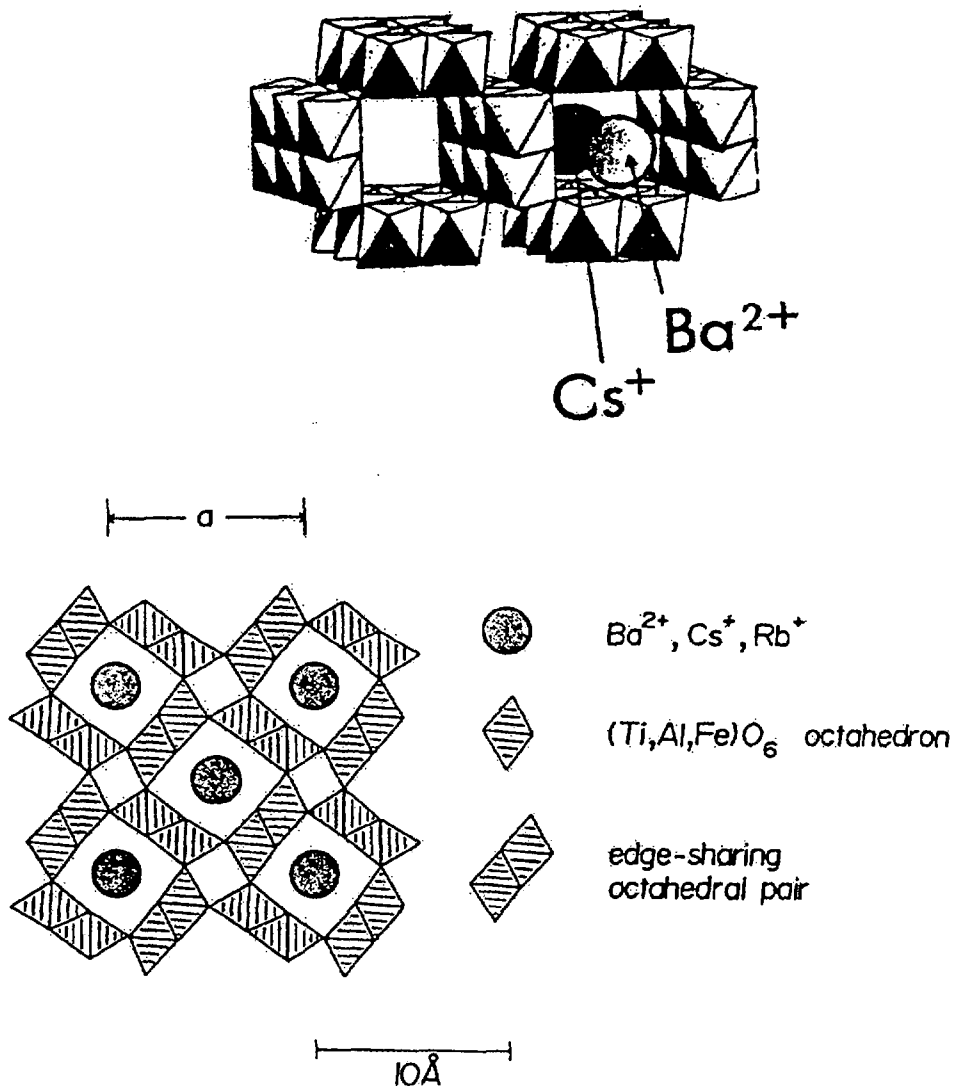 Ba²⁺
Cs⁺
a
Ba²⁺, Cs⁺, Rb⁺
(Ti,Al,Fe)O₆ octahedron
edge-sharing
octahedral pair
10Å